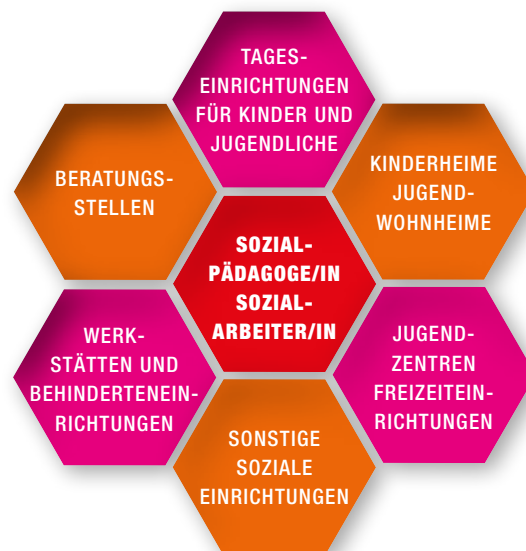 TAGES-
EINRICHTUNGEN
FÜR KINDER UND
JUGENDLICHE
BERATUNGS-
STELLEN
KINDERHEIME
JUGEND-
WOHNHEIME
SOZIAL-
PÄDAGOGE/IN
SOZIAL-
ARBEITER/IN
WERK-
STÄTTEN UND
BEHINDERTENEIN-
RICHTUNGEN
JUGEND-
ZENTREN
FREIZEITEIN-
RICHTUNGEN
SONSTIGE
SOZIALE
EINRICHTUNGEN